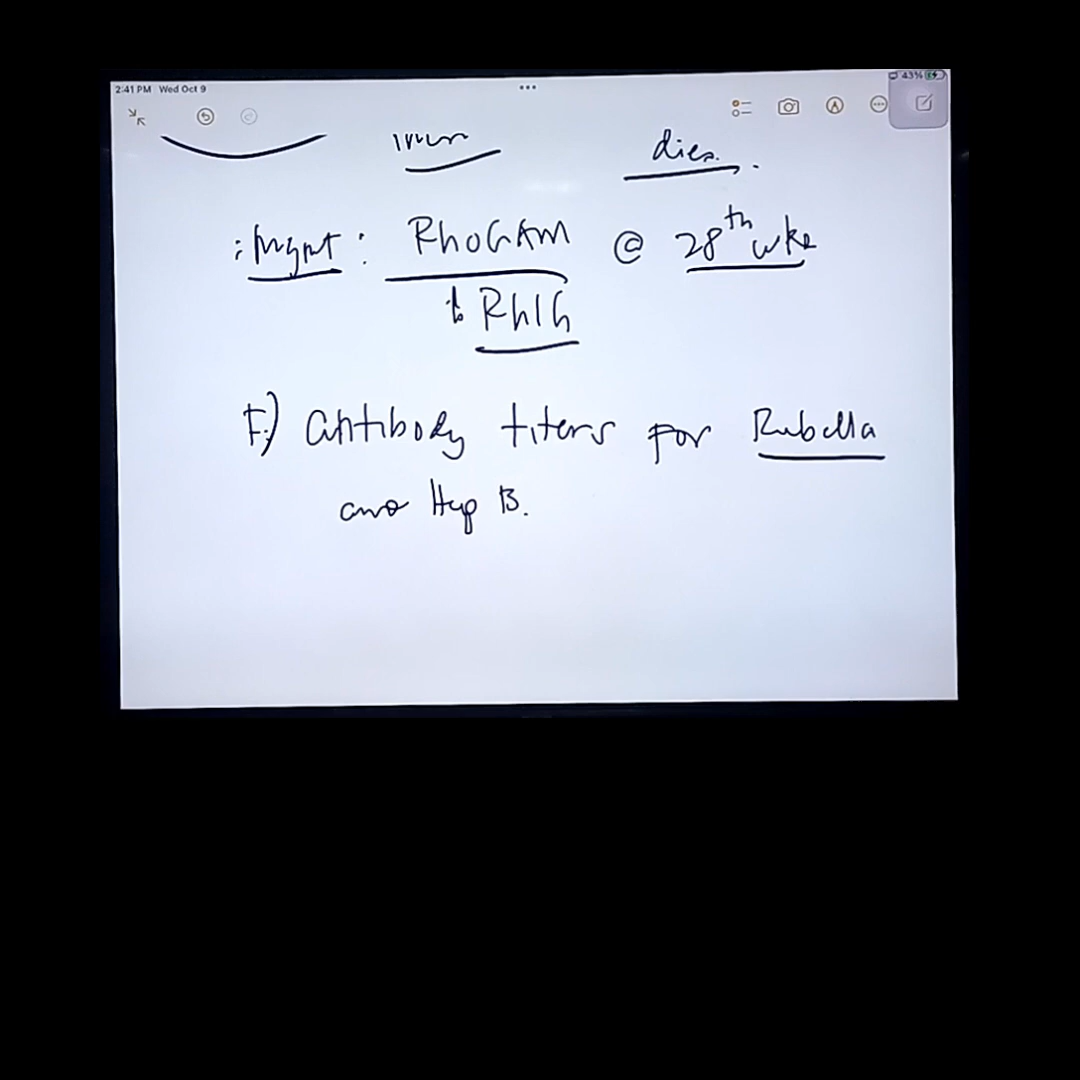 2:41 PM Wed Oct 9
43%
dies.
: Mgmt : RhoGAM @ 28th wk
RhIG
F.) Antibody titers for Rubella
and Hep B.